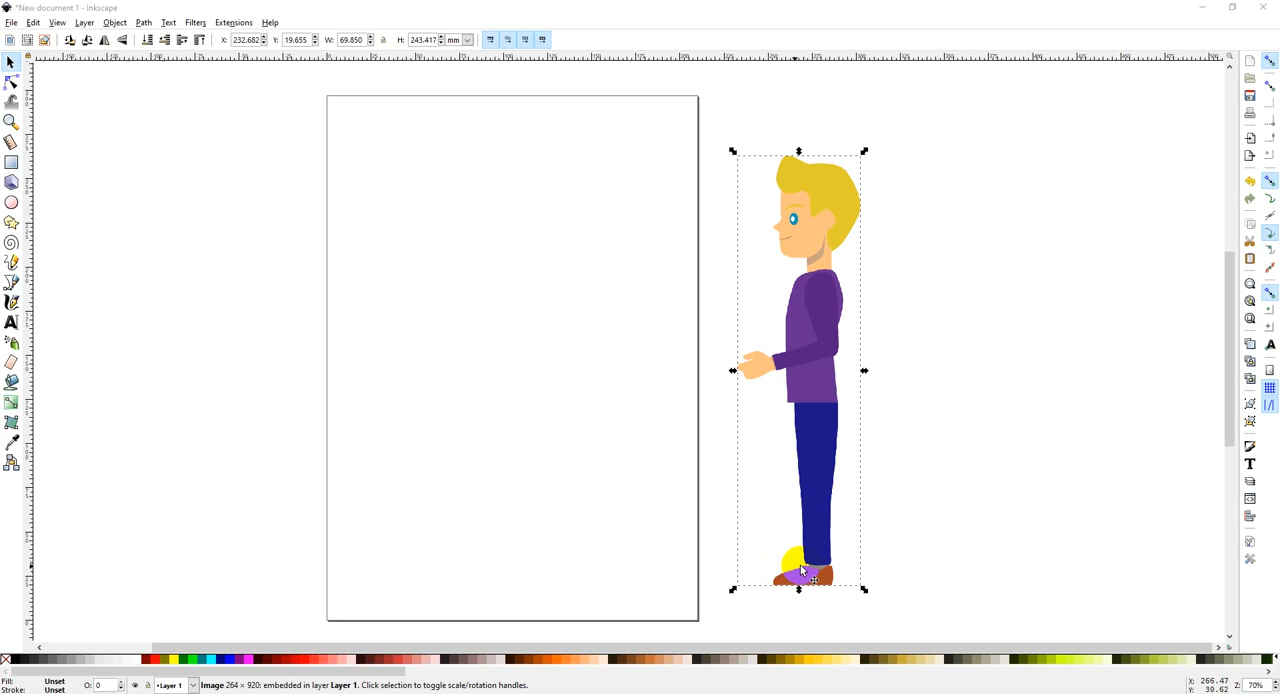 *New document 1 - Inkscape
File Edit View Layer Object Path Text Filters Extensions Help
X: 232.682 Y: 19.655 W: 69.850 H: 243.417 mm
Fill: Unset O: 0 •Layer 1 Image 264 × 920: embedded in layer Layer 1. Click selection to toggle scale/rotation handles. X: 266.47 Z: 70%
Stroke: Unset Y: 30.62